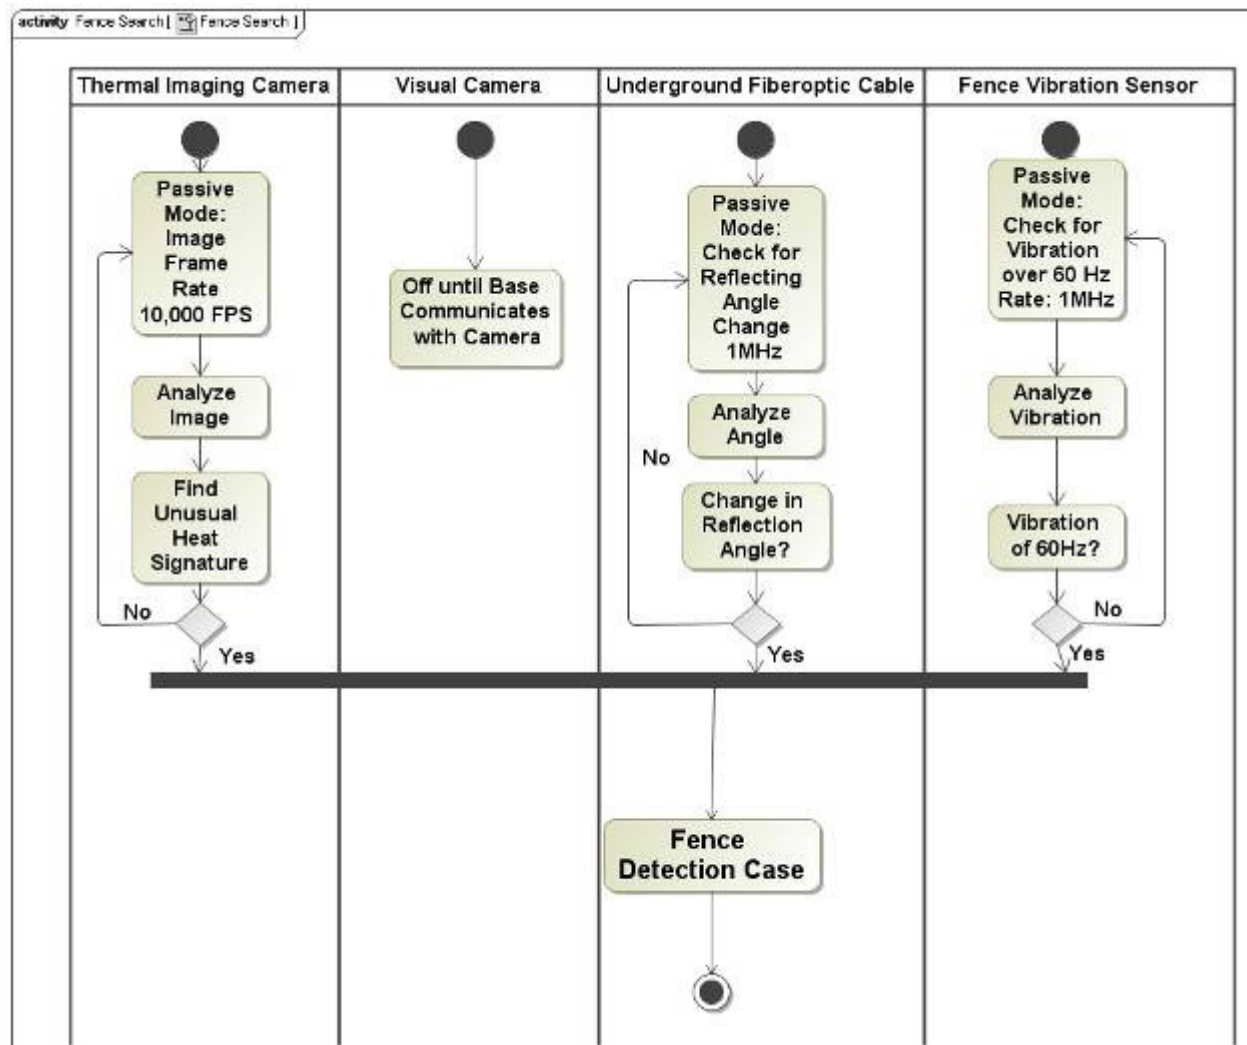 activity Fence Search [ Fence Search ]
Thermal Imaging Camera
Visual Camera
Underground Fiberoptic Cable
Fence Vibration Sensor
Passive
Mode:
Image
Frame
Rate
10,000 FPS
Analyze
Image
Find
Unusual
Heat
Signature
No
Yes
Off until Base
Communicates
with Camera
Passive
Mode:
Check for
Reflecting
Angle
Change
1MHz
Analyze
Angle
No
Change in
Reflection
Angle?
Yes
Passive
Mode:
Check for
Vibration
over 60 Hz
Rate: 1MHz
Analyze
Vibration
Vibration
of 60Hz?
No
Yes
Fence
Detection Case